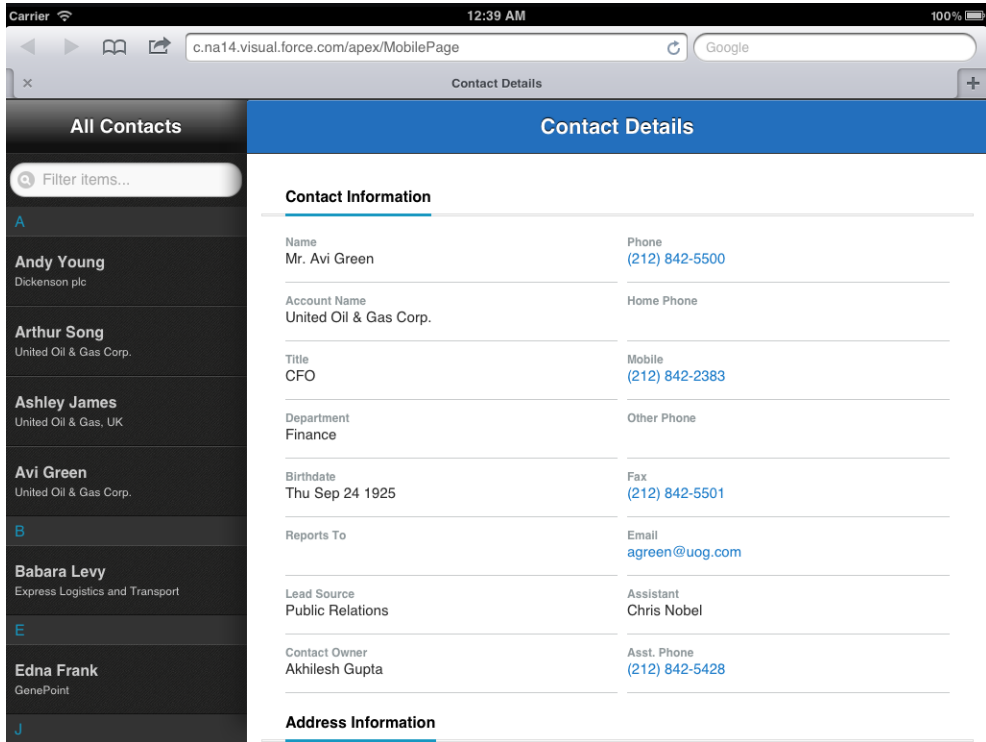 Carrier 12:39 AM 100%
c.na14.visual.force.com/apex/MobilePage Google
Contact Details
All Contacts
Filter items...
A
Andy Young
Dickenson plc
Arthur Song
United Oil & Gas Corp.
Ashley James
United Oil & Gas, UK
Avi Green
United Oil & Gas Corp.
B
Babara Levy
Express Logistics and Transport
E
Edna Frank
GenePoint
J
Contact Details
Contact Information
Name
Mr. Avi Green
Phone
(212) 842-5500
Account Name
United Oil & Gas Corp.
Home Phone
Title
CFO
Mobile
(212) 842-2383
Department
Finance
Other Phone
Birthdate
Thu Sep 24 1925
Fax
(212) 842-5501
Reports To
Email
agreen@uog.com
Lead Source
Public Relations
Assistant
Chris Nobel
Contact Owner
Akhilesh Gupta
Asst. Phone
(212) 842-5428
Address Information